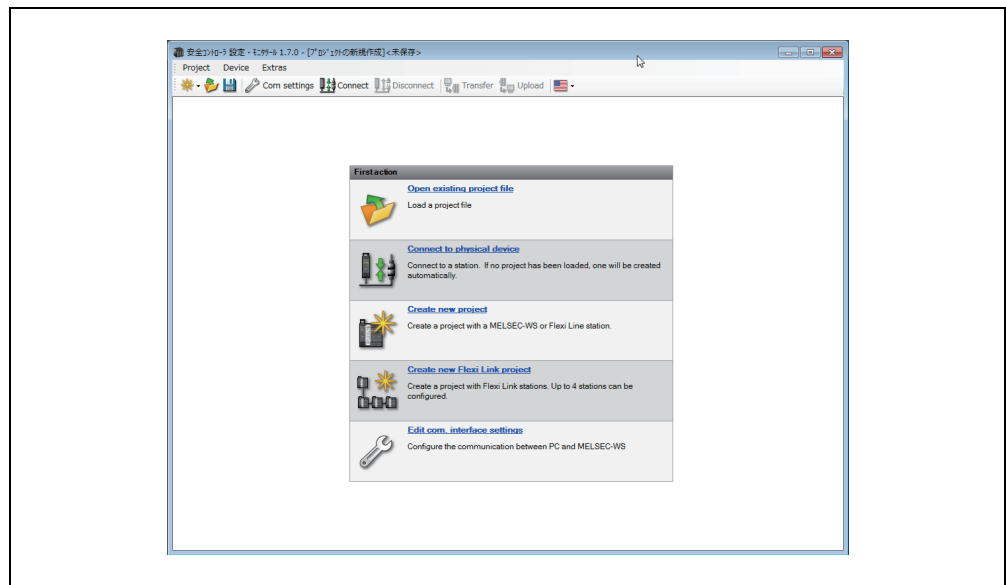 安全ｺﾝﾄﾛｰﾗ 設定・ﾓﾆﾀﾂｰﾙ 1.7.0 - [ﾌﾟﾛｼﾞｪｸﾄの新規作成]<未保存>
Project Device Extras
Com settings Connect Disconnect Transfer Upload
First action
Open existing project file
Load a project file
Connect to physical device
Connect to a station. If no project has been loaded, one will be created
automatically.
Create new project
Create a project with a MELSEC-WS or Flexi Line station.
Create new Flexi Link project
Create a project with Flexi Link stations. Up to 4 stations can be
configured.
Edit com. interface settings
Configure the communication between PC and MELSEC-WS